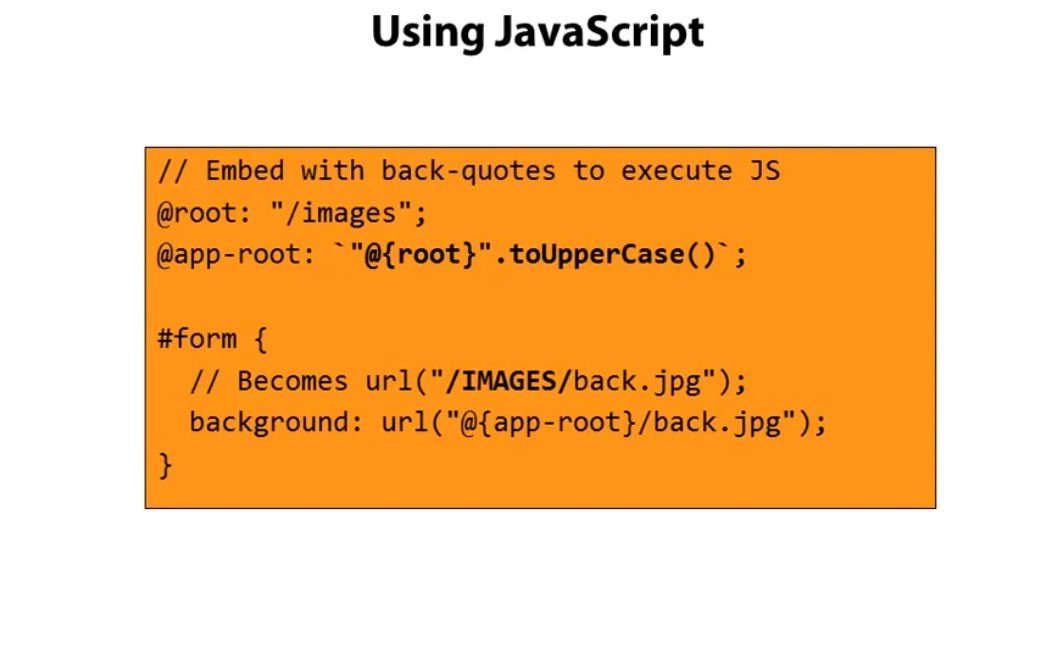 Using JavaScript
// Embed with back-quotes to execute JS
@root: "/images";
@app-root: `"@{root}".toUpperCase()`;
#form {
// Becomes url("/IMAGES/back.jpg");
background: url("@{app-root}/back.jpg");
}